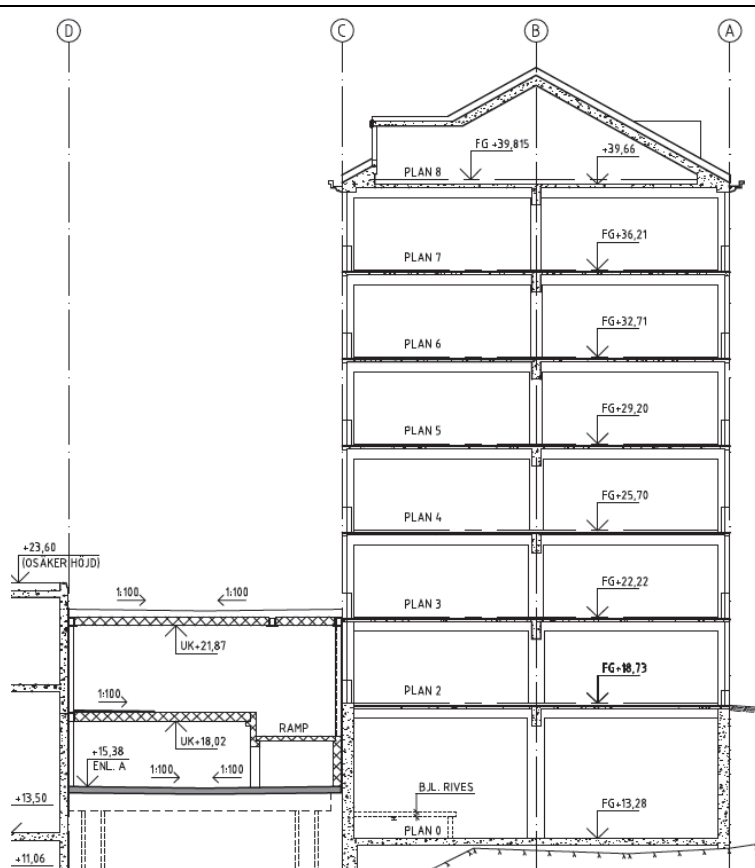 D
C
B
A
FG +39,815
+39,66
PLAN 8
FG+36,21
PLAN 7
FG+32,71
PLAN 6
FG+29,20
PLAN 5
FG+25,70
PLAN 4
+23,60
(OSÄKER HÖJD)
1:100
1:100
FG+22,22
PLAN 3
UK+21,87
FG+18,73
PLAN 2
1:100
RAMP
UK+18,02
+15,38
ENL. A
1:100
1:100
BJL. RIVES
+13,50
FG+13,28
PLAN 0
+11,06